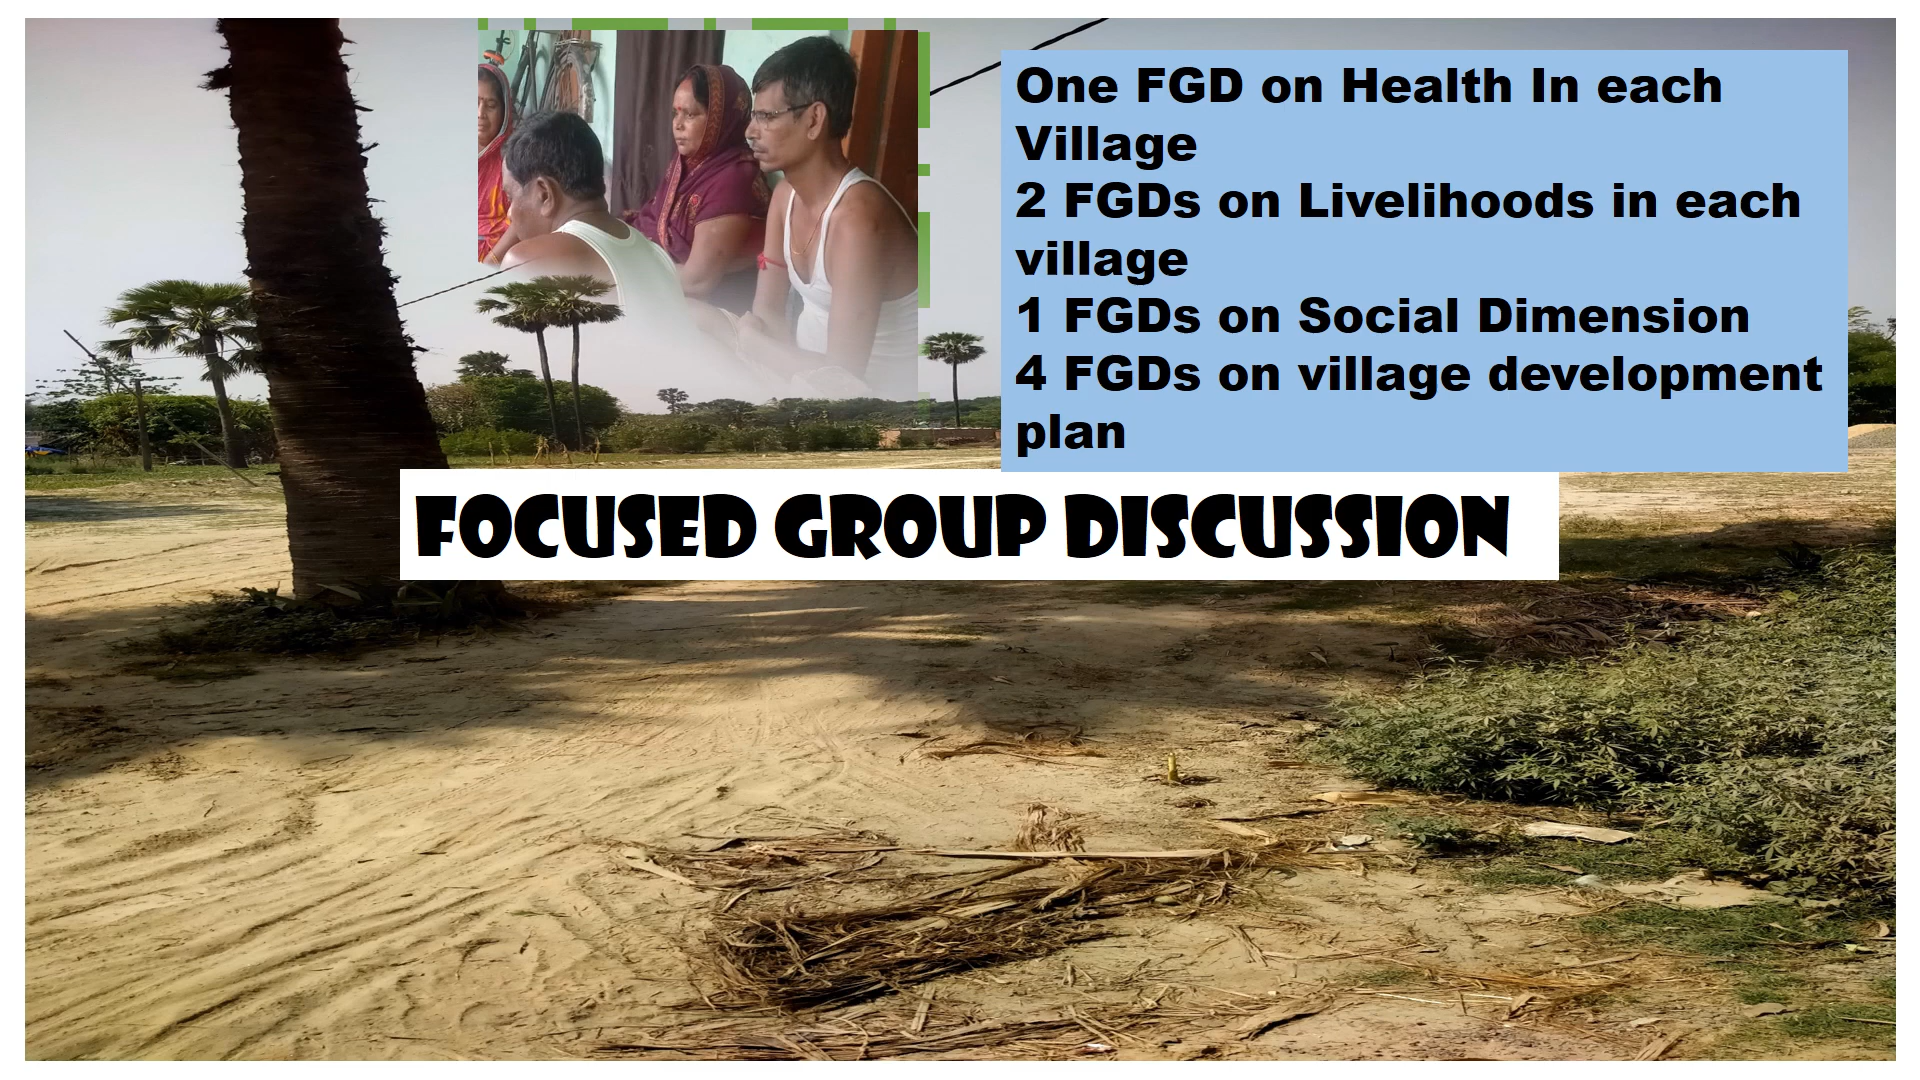 One FGD on Health In each
Village
2 FGDs on Livelihoods in each
village
1 FGDs on Social Dimension
4 FGDs on village development
plan
FOCUSED GROUP DISCUSSION